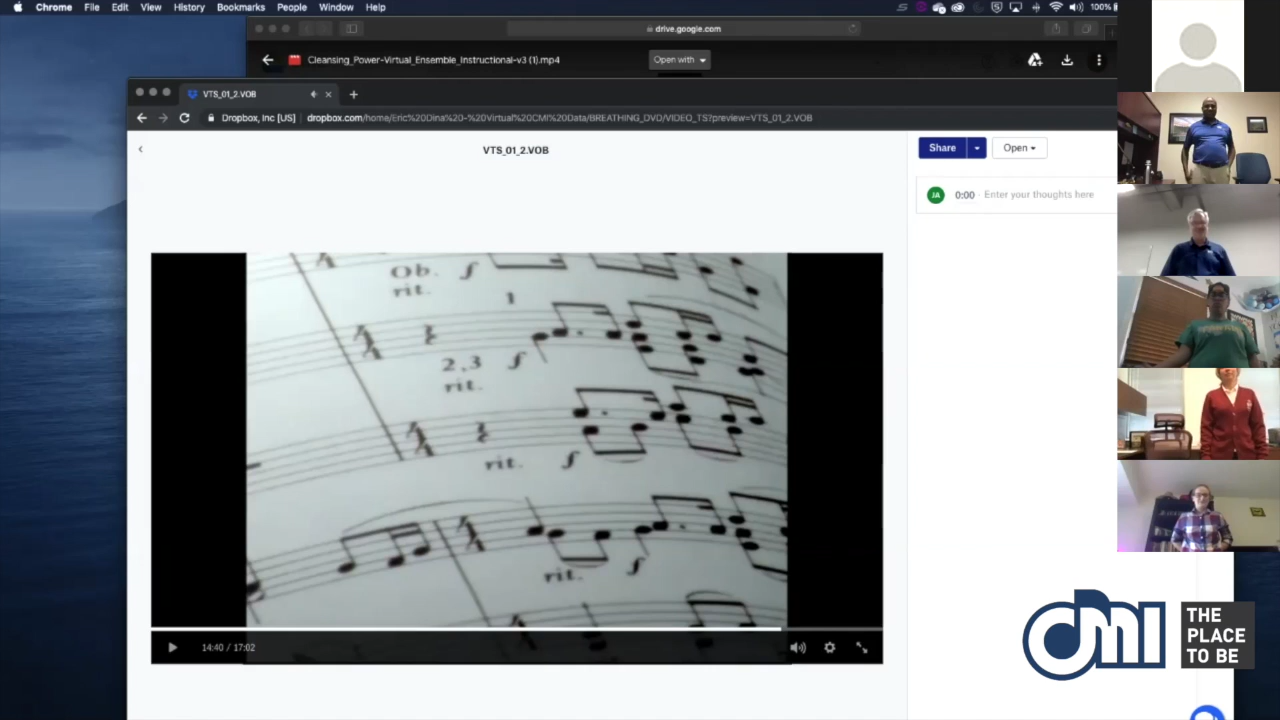 Chrome File Edit View History Bookmarks People Window Help 100%
drive.google.com
Cleansing_Power-Virtual_Ensemble_Instructional-v3 (1).mp4 Open with
VTS_01_2.VOB
Dropbox, Inc [US] dropbox.com/home/Eric%20Dina%20-%20Virtual%20CMI%20Data/BREATHING_DVD/VIDEO_TS?preview=VTS_01_2.VOB
VTS_01_2.VOB
Share Open
JA 0:00 Enter your thoughts here
Ob. f
rit.
1
2,3 f
rit.
rit. f
rit. f
14:40 / 17:02
CMI THE
PLACE
TO BE